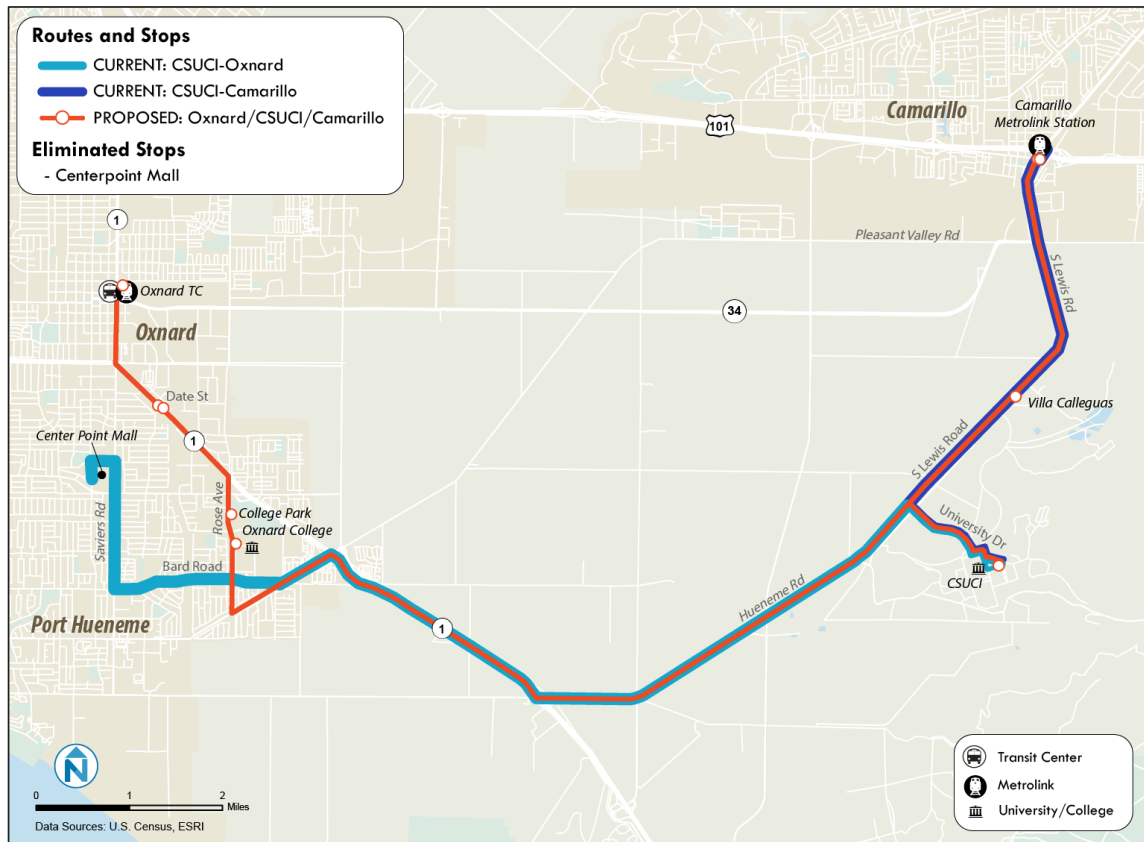 Routes and Stops
CURRENT: CSUCI-Oxnard
CURRENT: CSUCI-Camarillo
PROPOSED: Oxnard/CSUCI/Camarillo
Eliminated Stops
- Centerpoint Mall
Camarillo
Camarillo
Metrolink Station
101
1
Pleasant Valley Rd
S Lewis Rd
Oxnard TC
34
Oxnard
Date St
Villa Calleguas
Center Point Mall
1
S Lewis Road
Saviers Rd
Rose Ave
College Park
Oxnard College
University Dr
Bard Road
CSUCI
Hueneme Rd
Port Hueneme
1
N
0 1 2
Miles
Data Sources: U.S. Census, ESRI
Transit Center
Metrolink
University/College